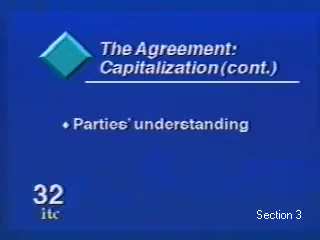 The Agreement:
Capitalization (cont.)
♦ Parties' understanding
32
itc
Section 3